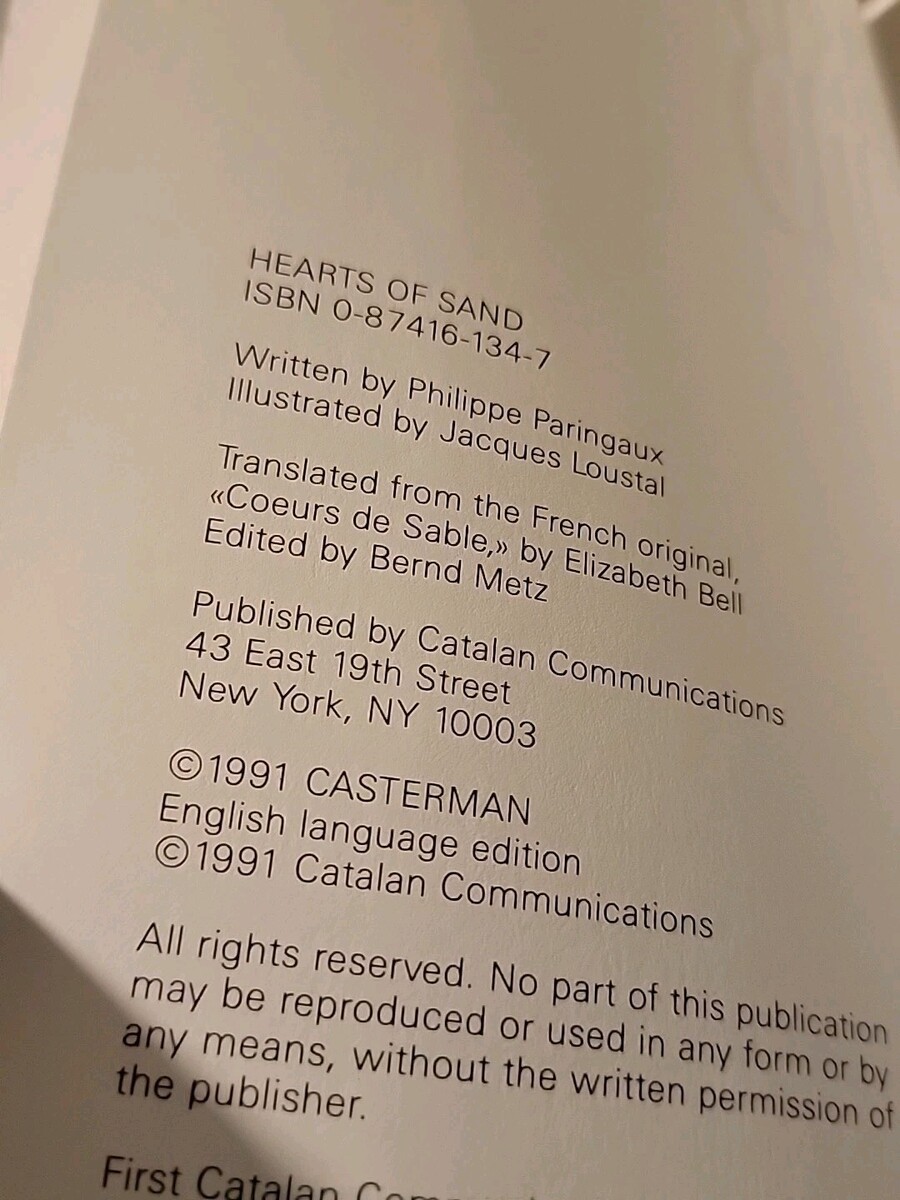 HEARTS OF SAND
ISBN 0-87416-134-7
Written by Philippe Paringaux
Illustrated by Jacques Loustal
Translated from the French original,
«Coeurs de Sable,» by Elizabeth Bell
Edited by Bernd Metz
Published by Catalan Communications
43 East 19th Street
New York, NY 10003
©1991 CASTERMAN
English language edition
©1991 Catalan Communications
All rights reserved. No part of this publication
may be reproduced or used in any form or by
any means, without the written permission of
the publisher.
First Catalan